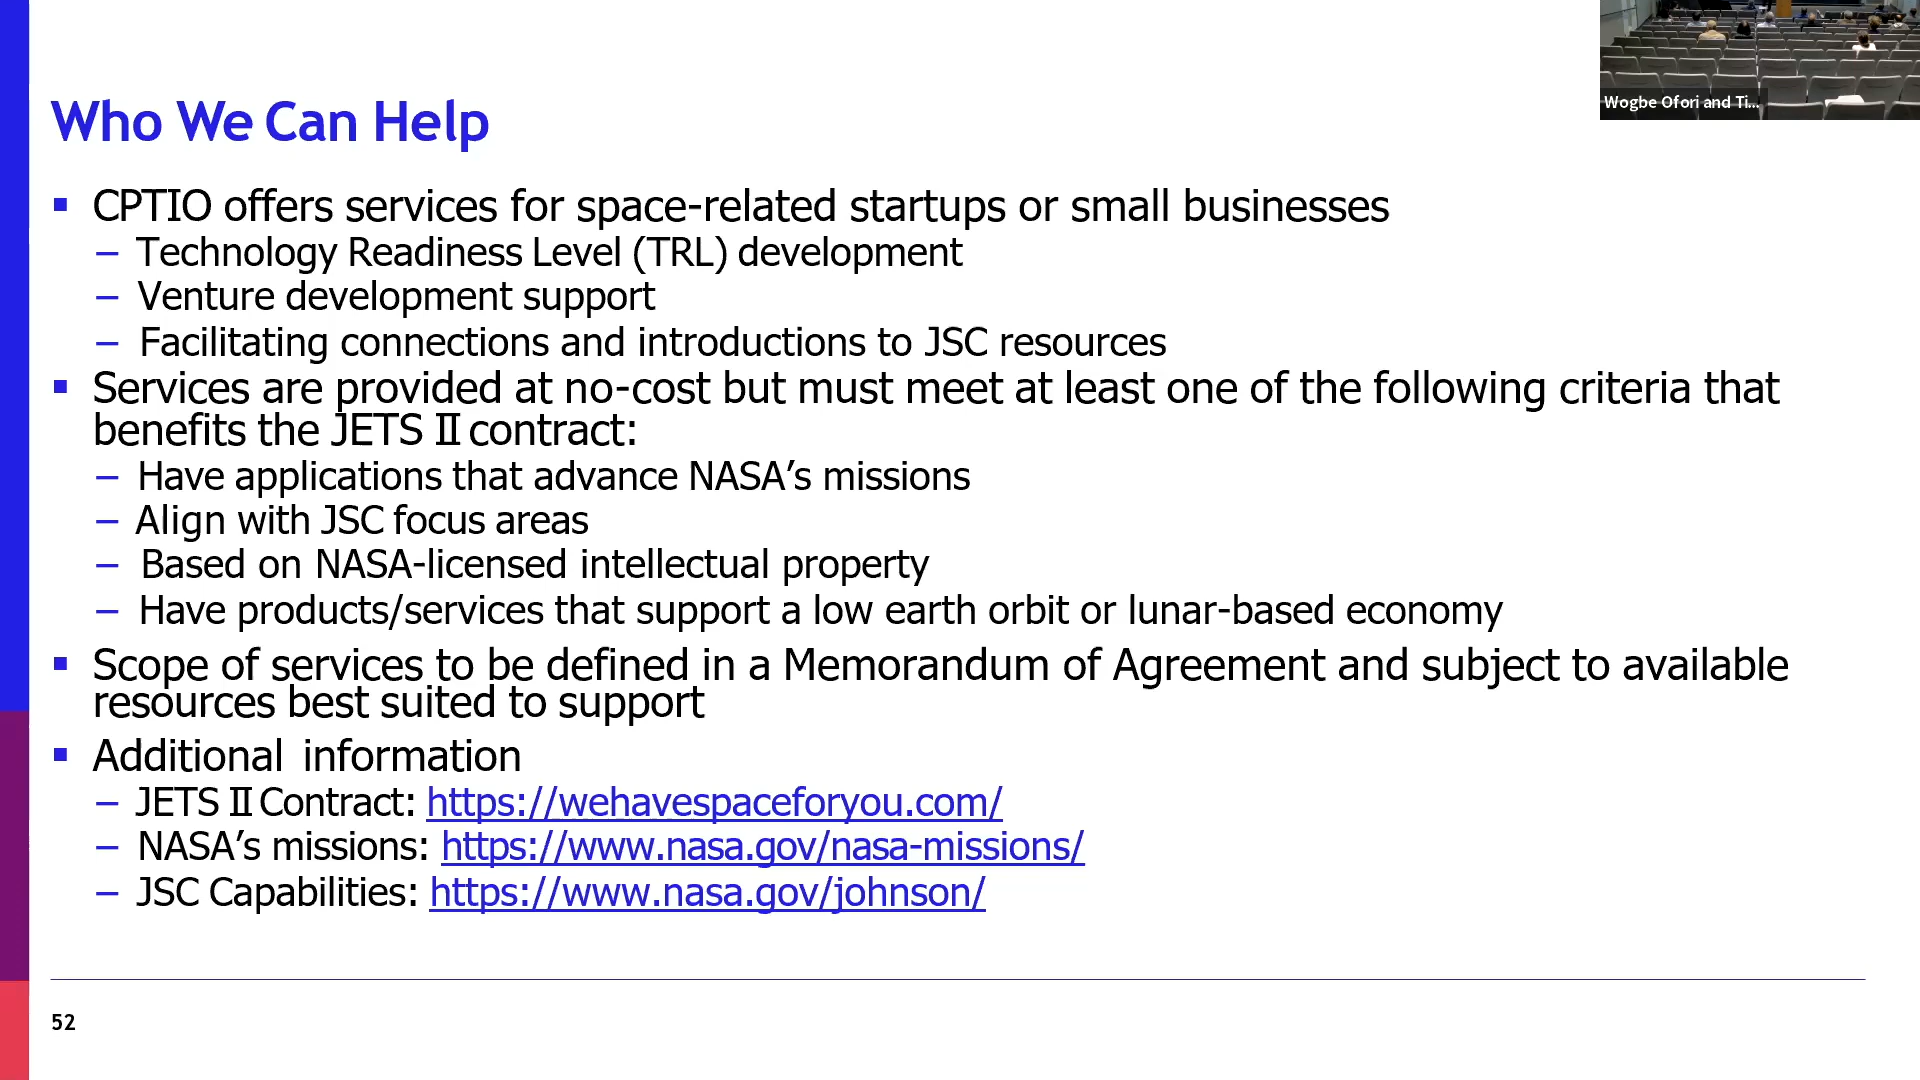 Wogbe Ofori and Ti...
Who We Can Help
▪ CPTIO offers services for space-related startups or small businesses
– Technology Readiness Level (TRL) development
– Venture development support
– Facilitating connections and introductions to JSC resources
▪ Services are provided at no-cost but must meet at least one of the following criteria that
benefits the JETS II contract:
– Have applications that advance NASA’s missions
– Align with JSC focus areas
– Based on NASA-licensed intellectual property
– Have products/services that support a low earth orbit or lunar-based economy
▪ Scope of services to be defined in a Memorandum of Agreement and subject to available
resources best suited to support
▪ Additional information
– JETS II Contract: https://wehavespaceforyou.com/
– NASA’s missions: https://www.nasa.gov/nasa-missions/
– JSC Capabilities: https://www.nasa.gov/johnson/
52